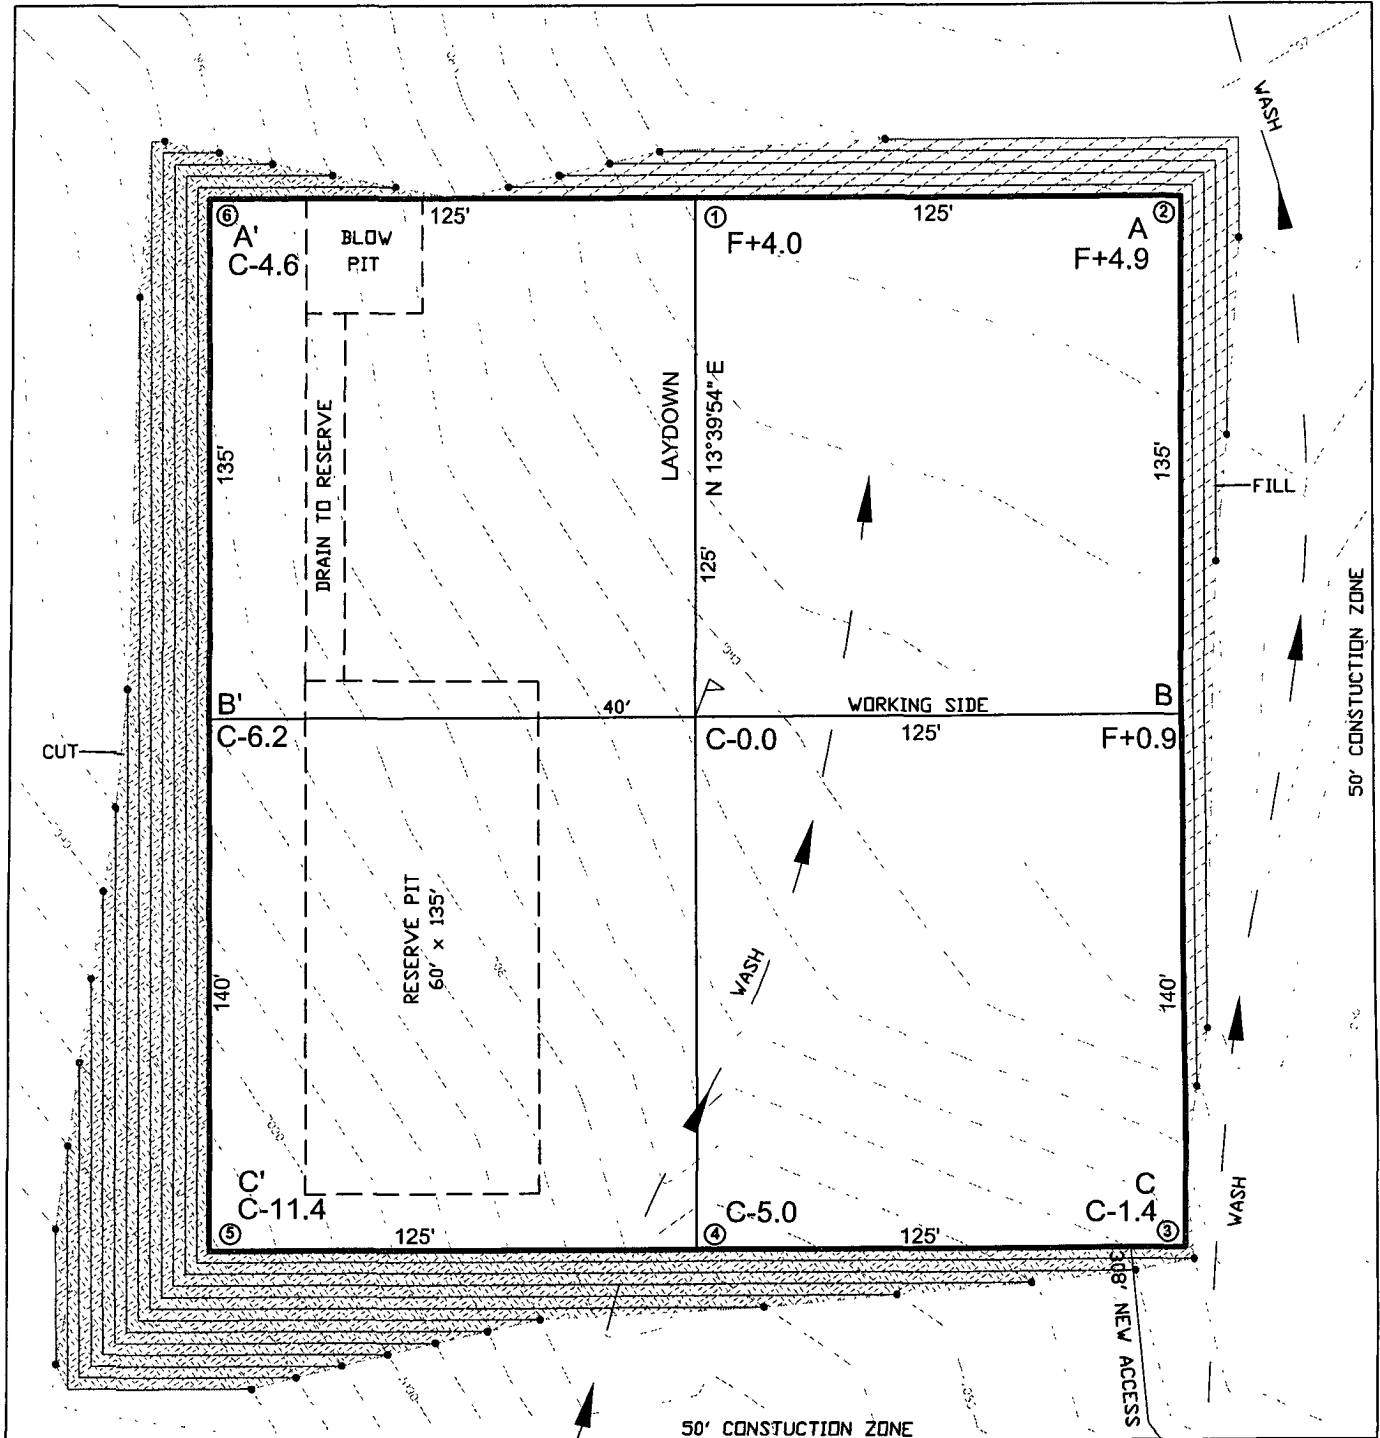 WASH
⑥
125'
①
125'
②
A'
C-4.6
BLOW
PIT
F+4.0
A
F+4.9
LAYDOWN
N 13°39'54" E
DRAIN TO RESERVE
135'
135'
FILL
125'
50' CONSTUCTION ZONE
B'
40'
WORKING SIDE
B
C-6.2
C-0.0
125'
F+0.9
CUT
RESERVE PIT
60' x 135'
WASH
140'
140'
C'
C-11.4
C-5.0
C
C-1.4
WASH
⑤
125'
④
125'
③
308' NEW ACCESS
50' CONSTUCTION ZONE